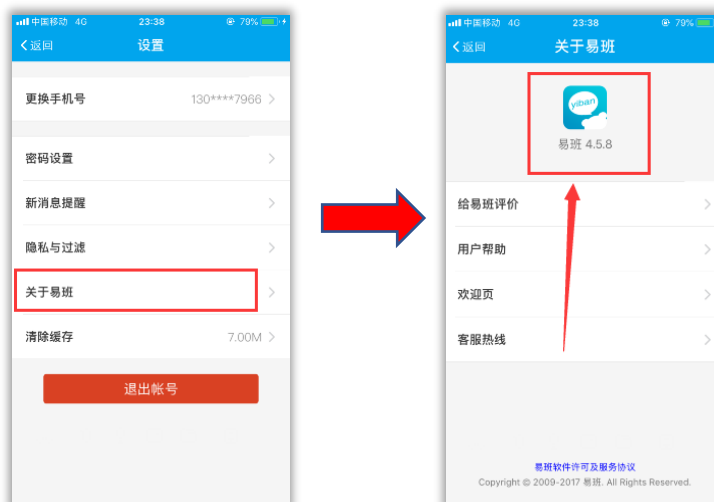 中国移动 4G 23:38 79%
返回 设置
更换手机号 130****7966
密码设置
新消息提醒
隐私与过滤
关于易班
清除缓存 7.00M
退出帐号
中国移动 4G 23:38 79%
返回 关于易班
yiban
易班 4.5.8
给易班评价
用户帮助
欢迎页
客服热线
易班软件许可及服务协议
Copyright © 2009-2017 易班. All Rights Reserved.